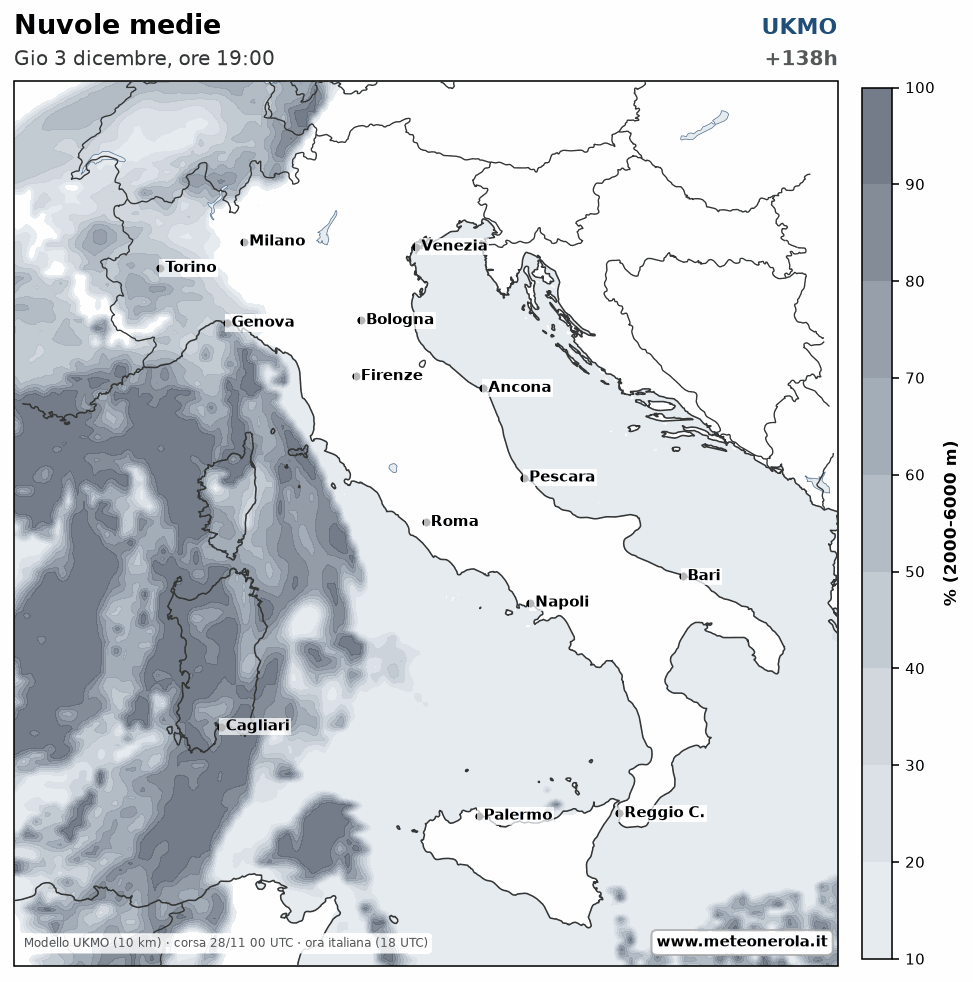 Nuvole medie
UKMO
Gio 3 dicembre, ore 19:00
+138h
Milano
Venezia
Torino
Genova
Bologna
Firenze
Ancona
Pescara
Roma
Bari
Napoli
Cagliari
Palermo
Reggio C.
Modello UKMO (10 km) · corsa 28/11 00 UTC · ora italiana (18 UTC)
www.meteonerola.it
100
90
80
70
60
50
40
30
20
10
% (2000-6000 m)